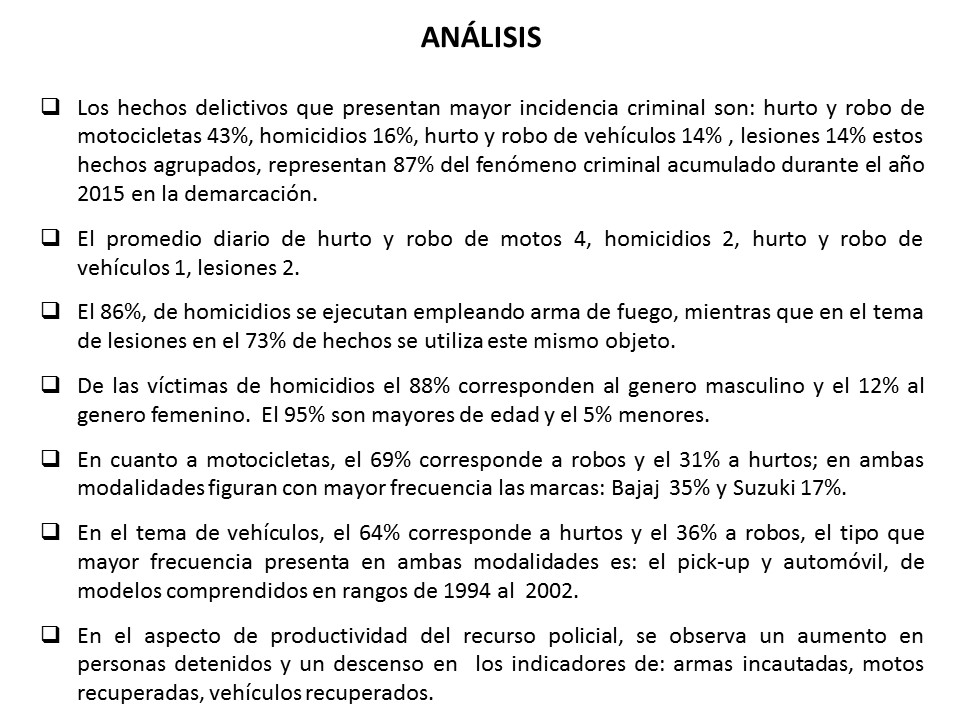 ANÁLISIS
❑ Los hechos delictivos que presentan mayor incidencia criminal son: hurto y robo de
motocicletas 43%, homicidios 16%, hurto y robo de vehículos 14% , lesiones 14% estos
hechos agrupados, representan 87% del fenómeno criminal acumulado durante el año
2015 en la demarcación.
❑ El promedio diario de hurto y robo de motos 4, homicidios 2, hurto y robo de
vehículos 1, lesiones 2.
❑ El 86%, de homicidios se ejecutan empleando arma de fuego, mientras que en el tema
de lesiones en el 73% de hechos se utiliza este mismo objeto.
❑ De las víctimas de homicidios el 88% corresponden al genero masculino y el 12% al
genero femenino.  El 95% son mayores de edad y el 5% menores.
❑ En cuanto a motocicletas, el 69% corresponde a robos y el 31% a hurtos; en ambas
modalidades figuran con mayor frecuencia las marcas: Bajaj  35% y Suzuki 17%.
❑ En el tema de vehículos, el 64% corresponde a hurtos y el 36% a robos, el tipo que
mayor frecuencia presenta en ambas modalidades es: el pick-up y automóvil, de
modelos comprendidos en rangos de 1994 al  2002.
❑ En el aspecto de productividad del recurso policial, se observa un aumento en
personas detenidos y un descenso en  los indicadores de: armas incautadas, motos
recuperadas, vehículos recuperados.